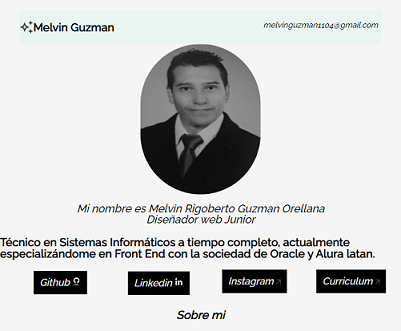 Melvin Guzman
melvinguzman1104@gmail.com
Mi nombre es Melvin Rigoberto Guzman Orellana
Diseñador web Junior
Técnico en Sistemas Informáticos a tiempo completo, actualmente
especializándome en Front End con la sociedad de Oracle y Alura latan.
Github
Linkedin
Instagram
Curriculum
Sobre mi